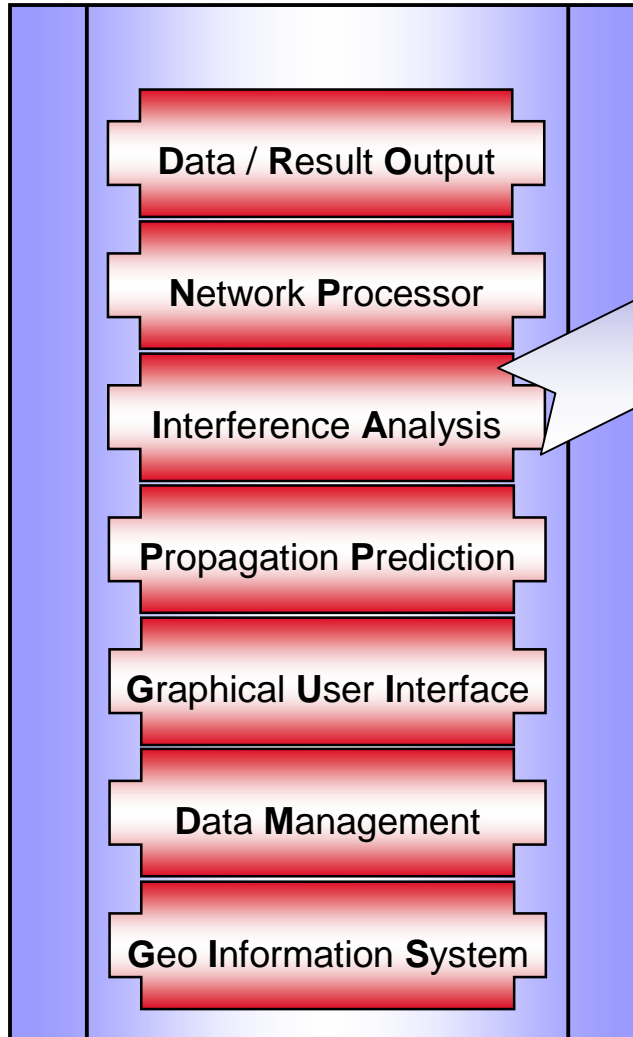 Data / Result Output
Network Processor
Interference Analysis
Propagation Prediction
Graphical User Interface
Data Management
Geo Information System